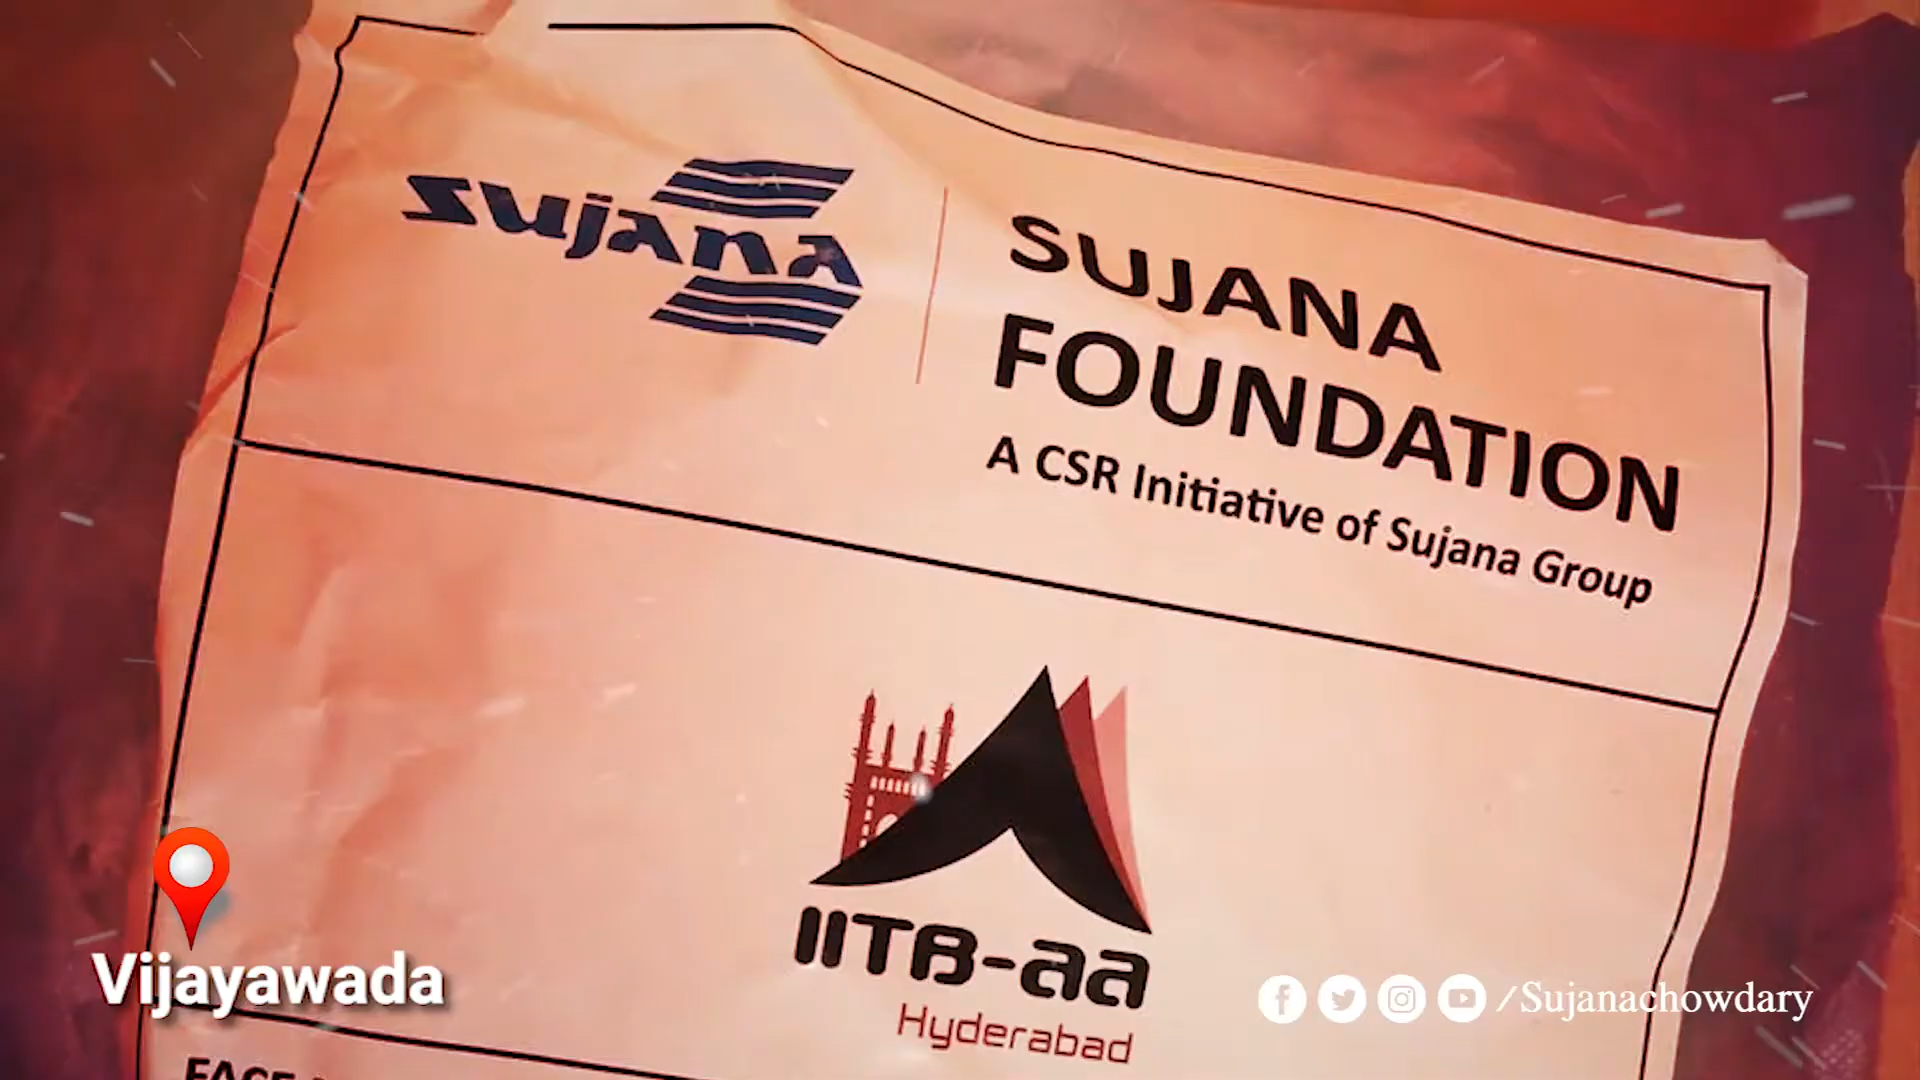 sujana
SUJANA
FOUNDATION
A CSR Initiative of Sujana Group
IITB-aa
Hyderabad
Vijayawada
/Sujanachowdary